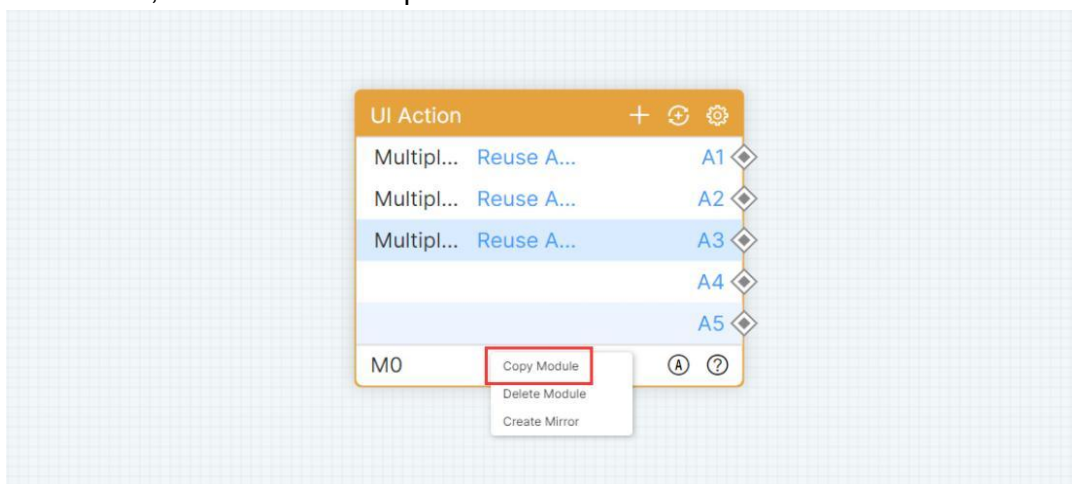 UI Action
Multipl... Reuse A... A1
Multipl... Reuse A... A2
Multipl... Reuse A... A3
A4
A5
M0 A ?
Copy Module
Delete Module
Create Mirror